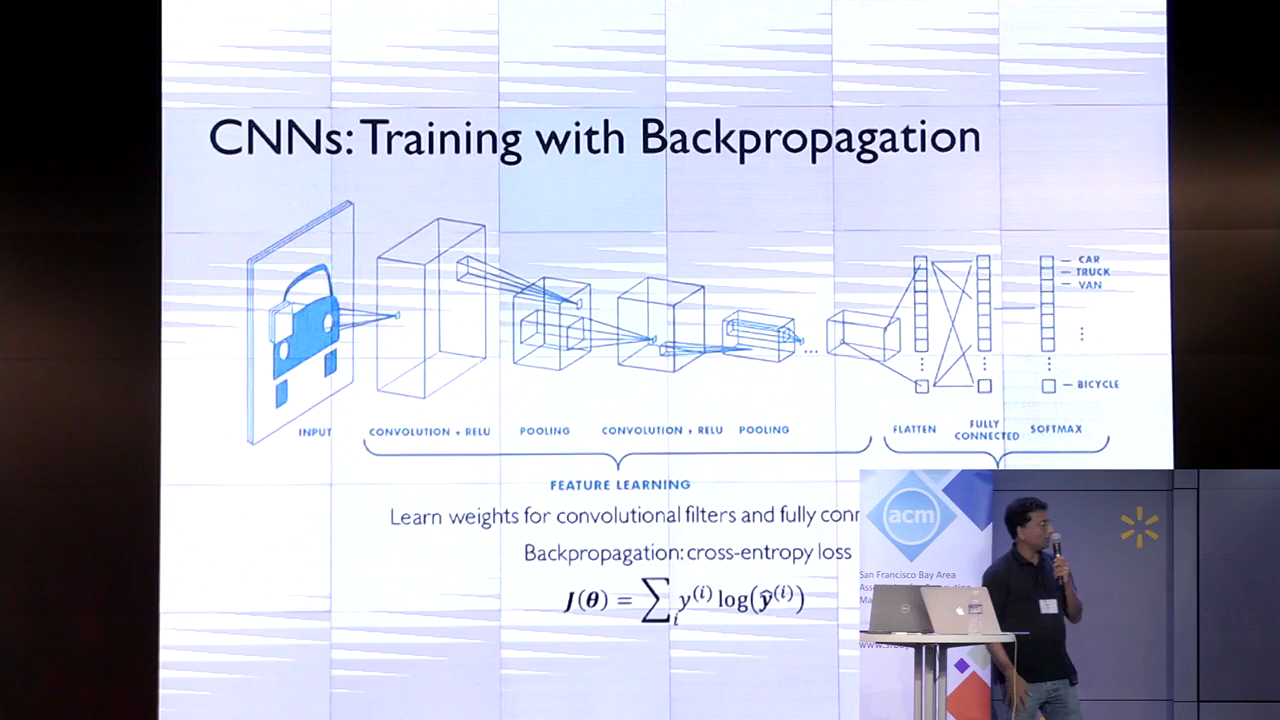 CNNs: Training with Backpropagation
CAR
TRUCK
VAN
BICYCLE
INPUT
CONVOLUTION + RELU
POOLING
CONVOLUTION + RELU
POOLING
FLATTEN
FULLY
CONNECTED
SOFTMAX
FEATURE LEARNING
Learn weights for convolutional filters and fully conn
Backpropagation: cross-entropy loss
J(θ) = ∑ᵢ y⁽ⁱ⁾ log(ŷ⁽ⁱ⁾)
acm
San Francisco Bay Area